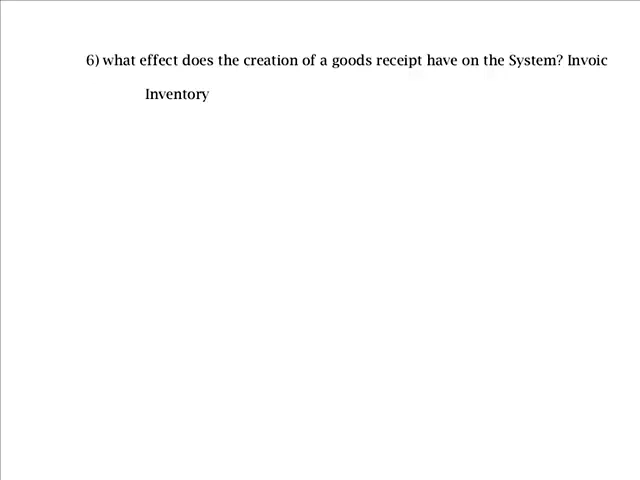 6) what effect does the creation of a goods receipt have on the System? Invoic
Inventory